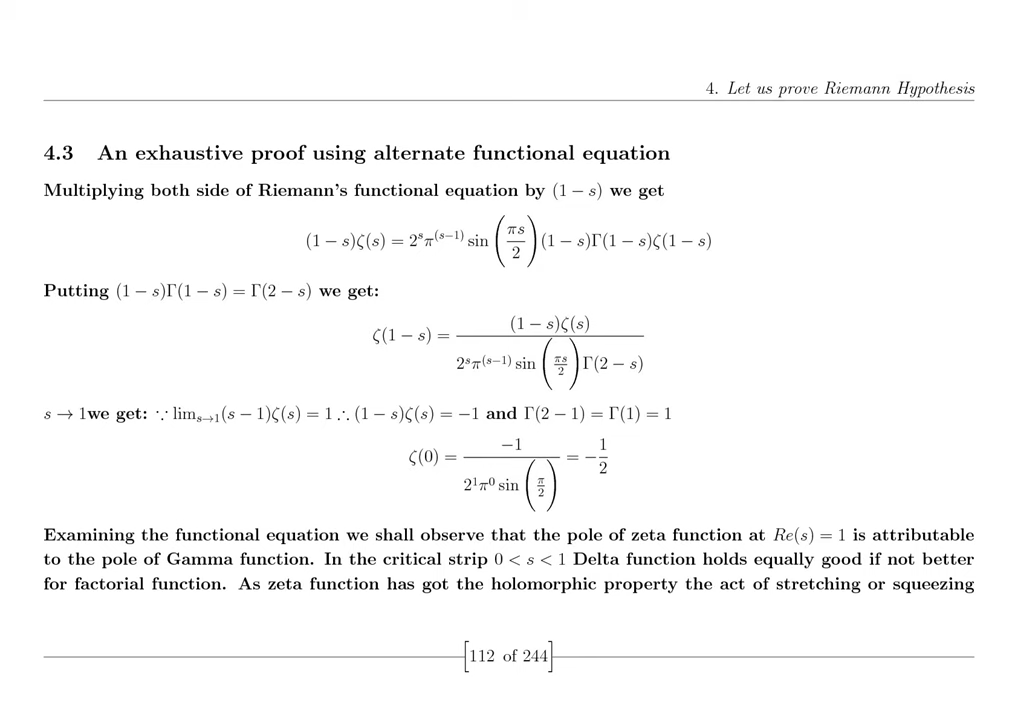 4. Let us prove Riemann Hypothesis
4.3 An exhaustive proof using alternate functional equation
Multiplying both side of Riemann's functional equation by (1 − s) we get
(1 − s)ζ(s) = 2^s π^(s−1) sin(πs/2)(1 − s)Γ(1 − s)ζ(1 − s)
Putting (1 − s)Γ(1 − s) = Γ(2 − s) we get:
ζ(1 − s) = (1 − s)ζ(s) / 2^s π^(s−1) sin(πs/2)Γ(2 − s)
s → 1we get: ∵ lim_{s→1}(s − 1)ζ(s) = 1 ∴ (1 − s)ζ(s) = −1 and Γ(2 − 1) = Γ(1) = 1
ζ(0) = −1 / 2^1 π^0 sin(π/2) = −1/2
Examining the functional equation we shall observe that the pole of zeta function at Re(s) = 1 is attributable
to the pole of Gamma function. In the critical strip 0 < s < 1 Delta function holds equally good if not better
for factorial function. As zeta function has got the holomorphic property the act of stretching or squeezing
[112 of 244]